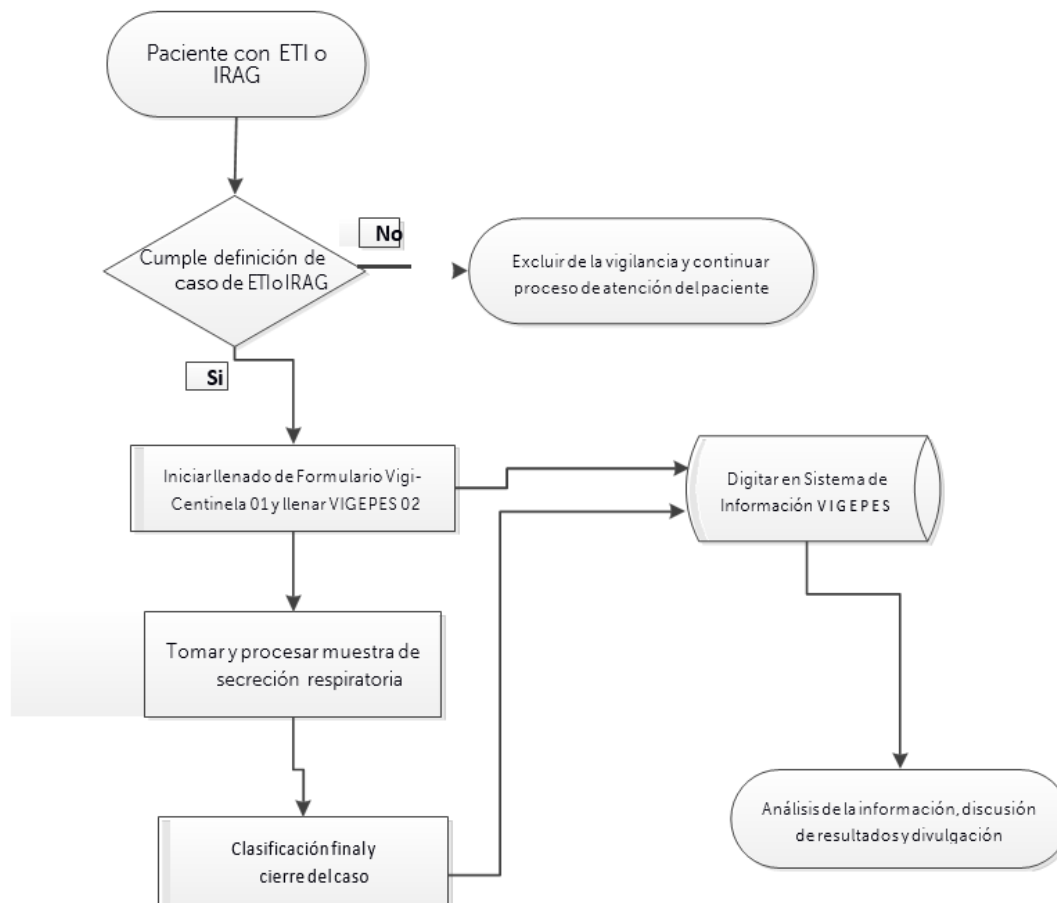 Paciente con ETI o
IRAG
Cumple definición de
caso de ETI o IRAG
No
Excluir de la vigilancia y continuar
proceso de atención del paciente
Si
Iniciar llenado de Formulario Vigi-
Centinela 01 y llenar VIGEPES 02
Digitar en Sistema de
Información VIGEPES
Tomar y procesar muestra de
secreción respiratoria
Clasificación final y
cierre del caso
Análisis de la información, discusión
de resultados y divulgación